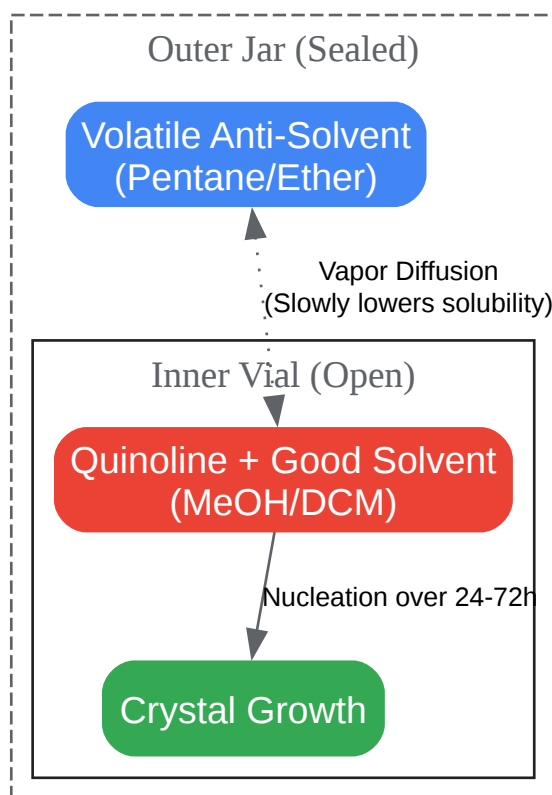 Outer Jar (Sealed)
Volatile Anti-Solvent
(Pentane/Ether)
Vapor Diffusion
(Slowly lowers solubility)
Inner Vial (Open)
Quinoline + Good Solvent
(MeOH/DCM)
Nucleation over 24-72h
Crystal Growth